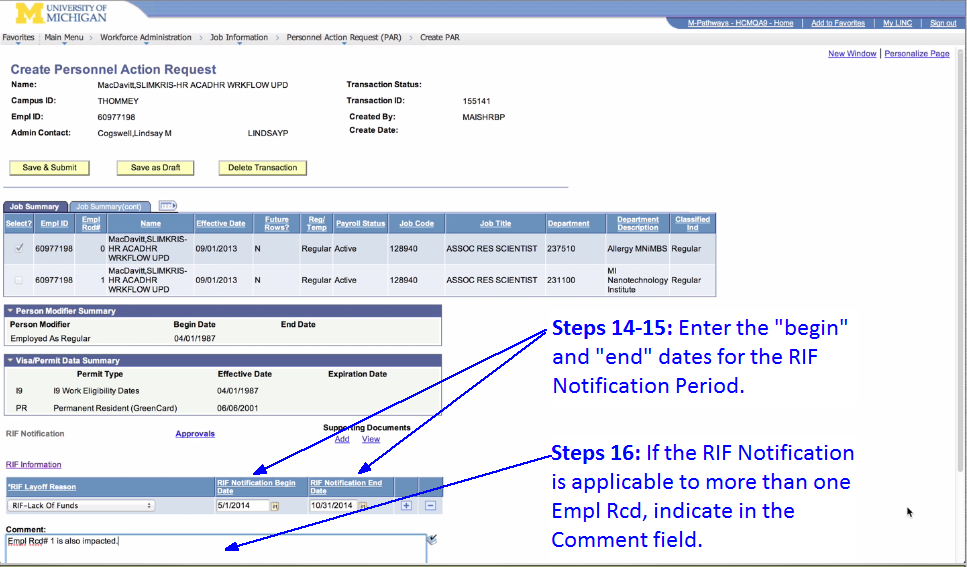 UNIVERSITY OF
MICHIGAN
M-Pathways - HCMQA9 - Home | Add to Favorites | My LINC | Sign out
Favorites Main Menu > Workforce Administration > Job Information > Personnel Action Request (PAR) > Create PAR
New Window | Personalize Page
Create Personnel Action Request
Name: MacDavitt,SLIMKRIS-HR ACADHR WRKFLOW UPD Transaction Status:
Campus ID: THOMMEY Transaction ID: 155141
Empl ID: 60977198 Created By: MAISHRBP
Admin Contact: Cogswell,Lindsay M LINDSAYP Create Date:
Save & Submit Save as Draft Delete Transaction
Job Summary Job Summary(cont)
Select? Empl ID Empl Rcd# Name Effective Date Future Rows? Reg/ Temp Payroll Status Job Code Job Title Department Department Description Classified Ind
60977198 0 MacDavitt,SLIMKRIS-HR ACADHR WRKFLOW UPD 09/01/2013 N Regular Active 128940 ASSOC RES SCIENTIST 237510 Allergy MNiMBS Regular
60977198 1 MacDavitt,SLIMKRIS-HR ACADHR WRKFLOW UPD 09/01/2013 N Regular Active 128940 ASSOC RES SCIENTIST 231100 MI Nanotechnology Institute Regular
Person Modifier Summary
Person Modifier Begin Date End Date
Employed As Regular 04/01/1987
Visa/Permit Data Summary
Permit Type Effective Date Expiration Date
I9 I9 Work Eligibility Dates 04/01/1987
PR Permanent Resident (GreenCard) 06/06/2001
Steps 14-15: Enter the "begin"
and "end" dates for the RIF
Notification Period.
RIF Notification Approvals Supporting Documents
Add View
RIF Information
*RIF Layoff Reason RIF Notification Begin Date RIF Notification End Date
RIF-Lack Of Funds 5/1/2014 10/31/2014
Comment:
Empl Rcd# 1 is also impacted.
Steps 16: If the RIF Notification
is applicable to more than one
Empl Rcd, indicate in the
Comment field.